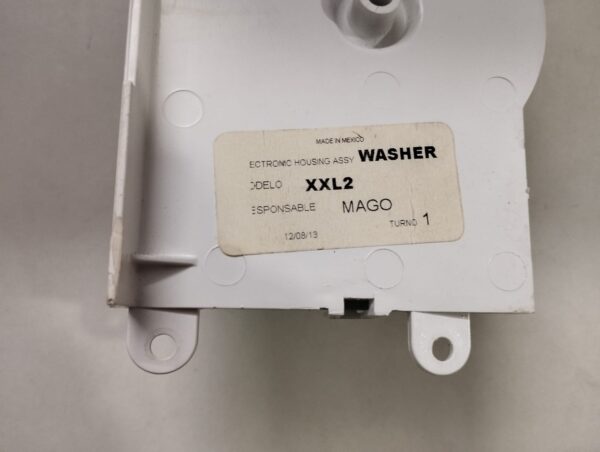 MADE IN MEXICO
ECTRONIC HOUSING ASSY WASHER
ODELO XXL2
ESPONSABLE MAGO
12/08/13 TURNO 1